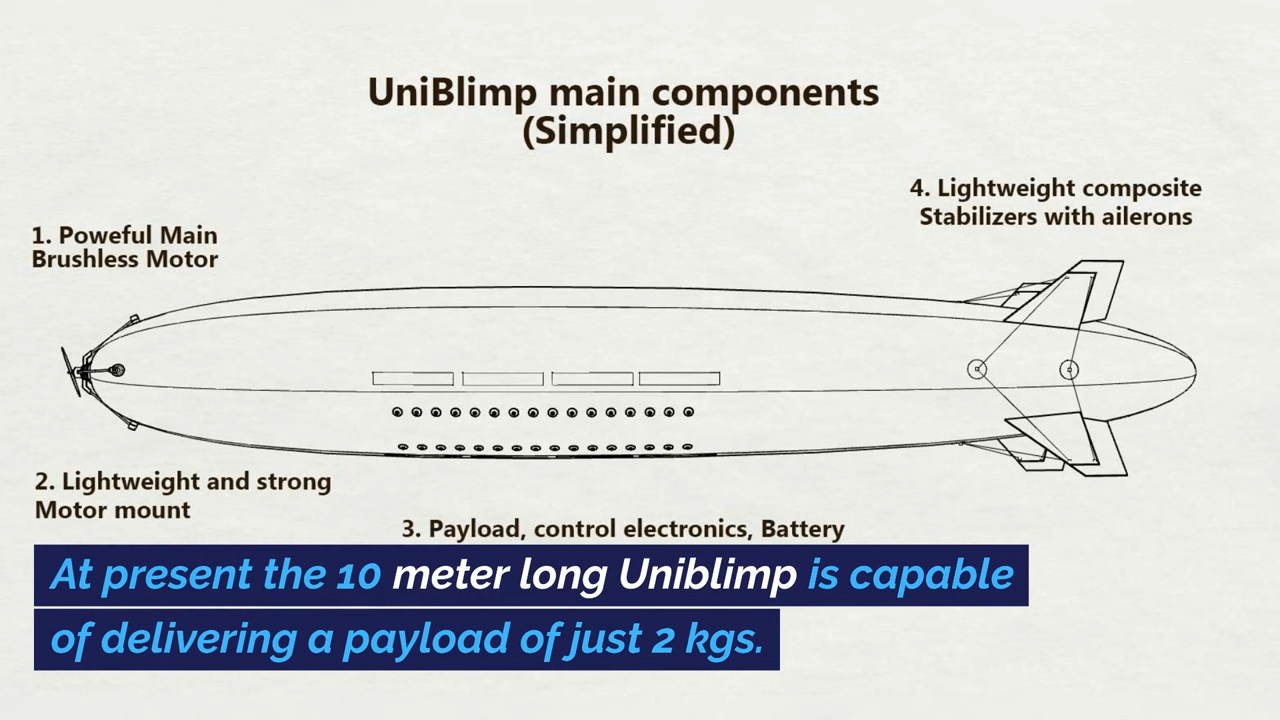 UniBlimp main components
(Simplified)
4. Lightweight composite
Stabilizers with ailerons
1. Poweful Main
Brushless Motor
2. Lightweight and strong
Motor mount
3. Payload, control electronics, Battery
At present the 10 meter long Uniblimp is capable
of delivering a payload of just 2 kgs.